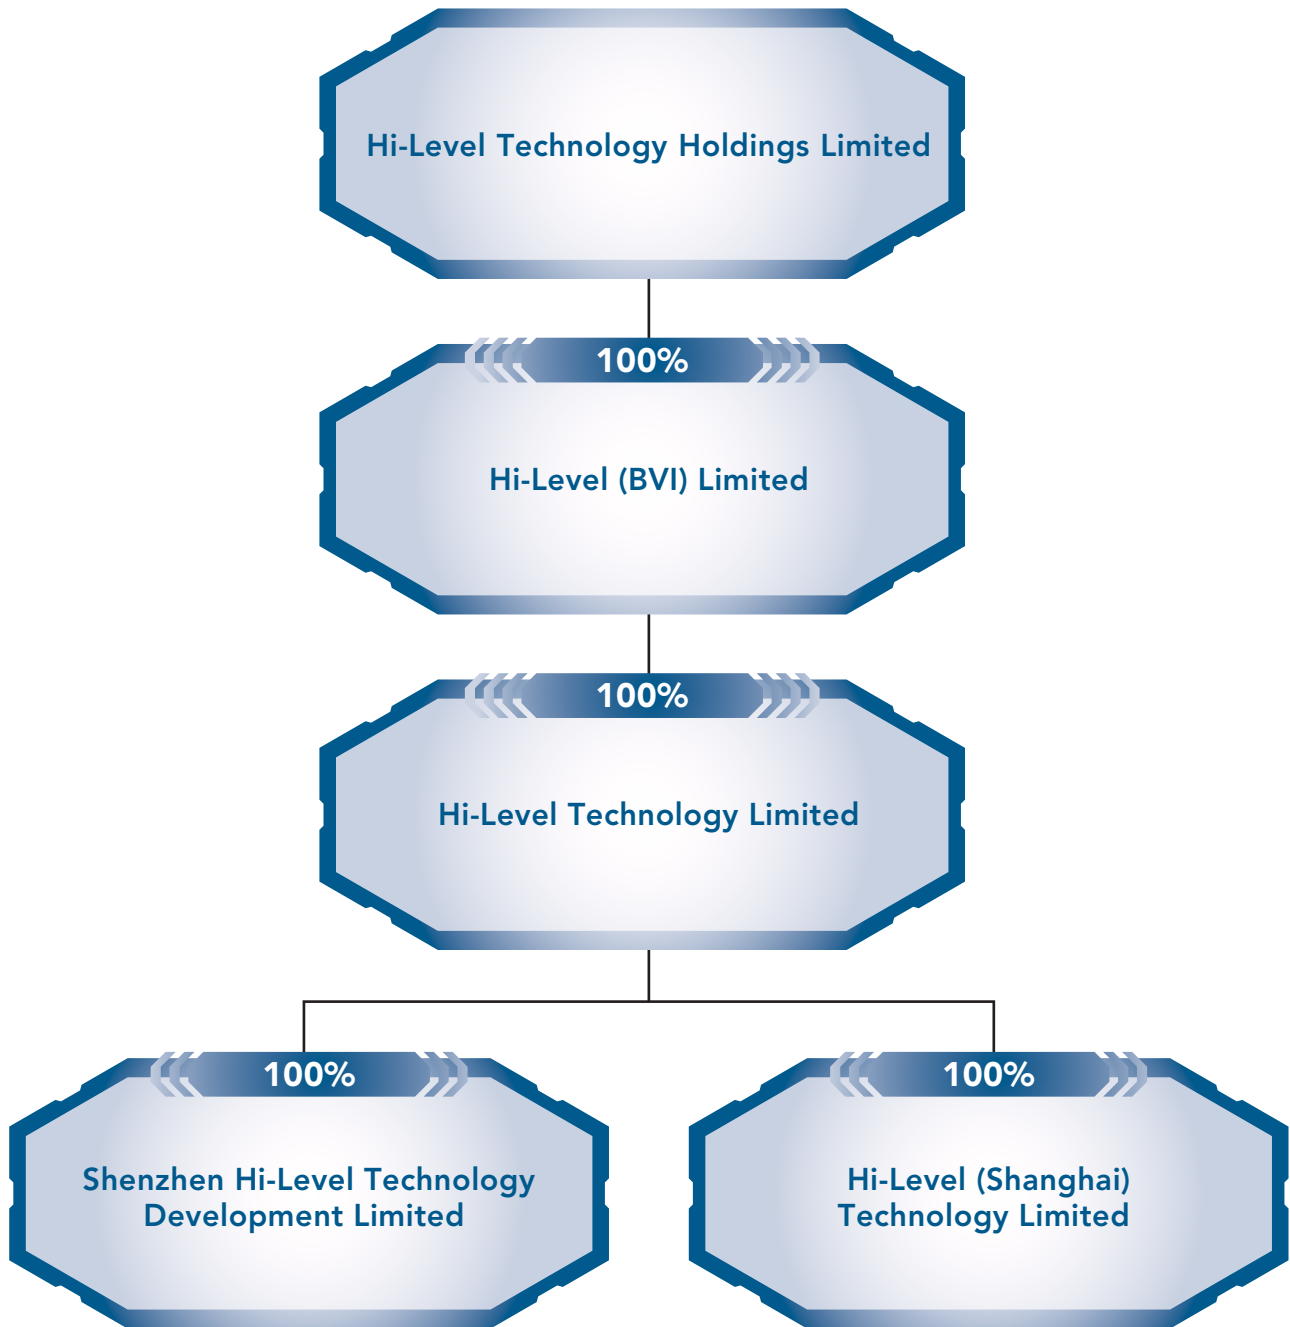 Hi-Level Technology Holdings Limited
100%
Hi-Level (BVI) Limited
100%
Hi-Level Technology Limited
100%
Shenzhen Hi-Level Technology
Development Limited
100%
Hi-Level (Shanghai)
Technology Limited